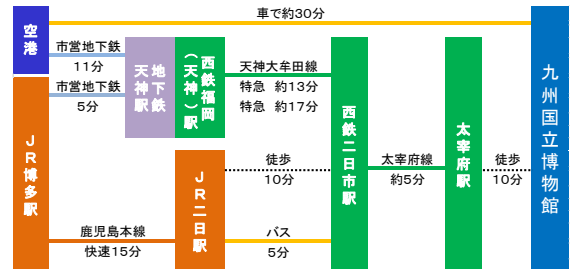 空港
車で約30分
市営地下鉄
11分
市営地下鉄
5分
地下鉄
天神駅
西鉄福岡
（天神）駅
天神大牟田線
特急 約13分
特急 約17分
西鉄二日市駅
太宰府線
約5分
太宰府駅
徒歩
10分
九州国立博物館
JR博多駅
鹿児島本線
快速15分
JR二日駅
徒歩
10分
バス
5分